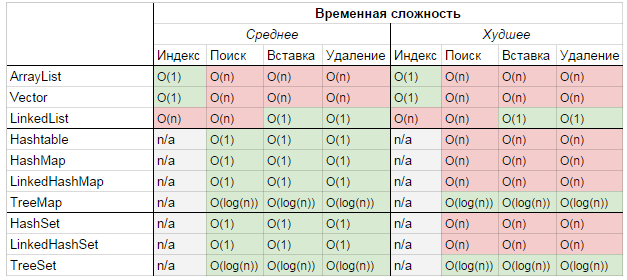 Временная сложность
Среднее Худшее
Индекс Поиск Вставка Удаление Индекс Поиск Вставка Удаление
ArrayList O(1) O(n) O(n) O(n) O(1) O(n) O(n) O(n)
Vector O(1) O(n) O(n) O(n) O(1) O(n) O(n) O(n)
LinkedList O(n) O(n) O(1) O(1) O(n) O(n) O(1) O(1)
Hashtable n/a O(1) O(1) O(1) n/a O(n) O(n) O(n)
HashMap n/a O(1) O(1) O(1) n/a O(n) O(n) O(n)
LinkedHashMap n/a O(1) O(1) O(1) n/a O(n) O(n) O(n)
TreeMap n/a O(log(n)) O(log(n)) O(log(n)) n/a O(log(n)) O(log(n)) O(log(n))
HashSet n/a O(1) O(1) O(1) n/a O(n) O(n) O(n)
LinkedHashSet n/a O(1) O(1) O(1) n/a O(n) O(n) O(n)
TreeSet n/a O(log(n)) O(log(n)) O(log(n)) n/a O(log(n)) O(log(n)) O(log(n))